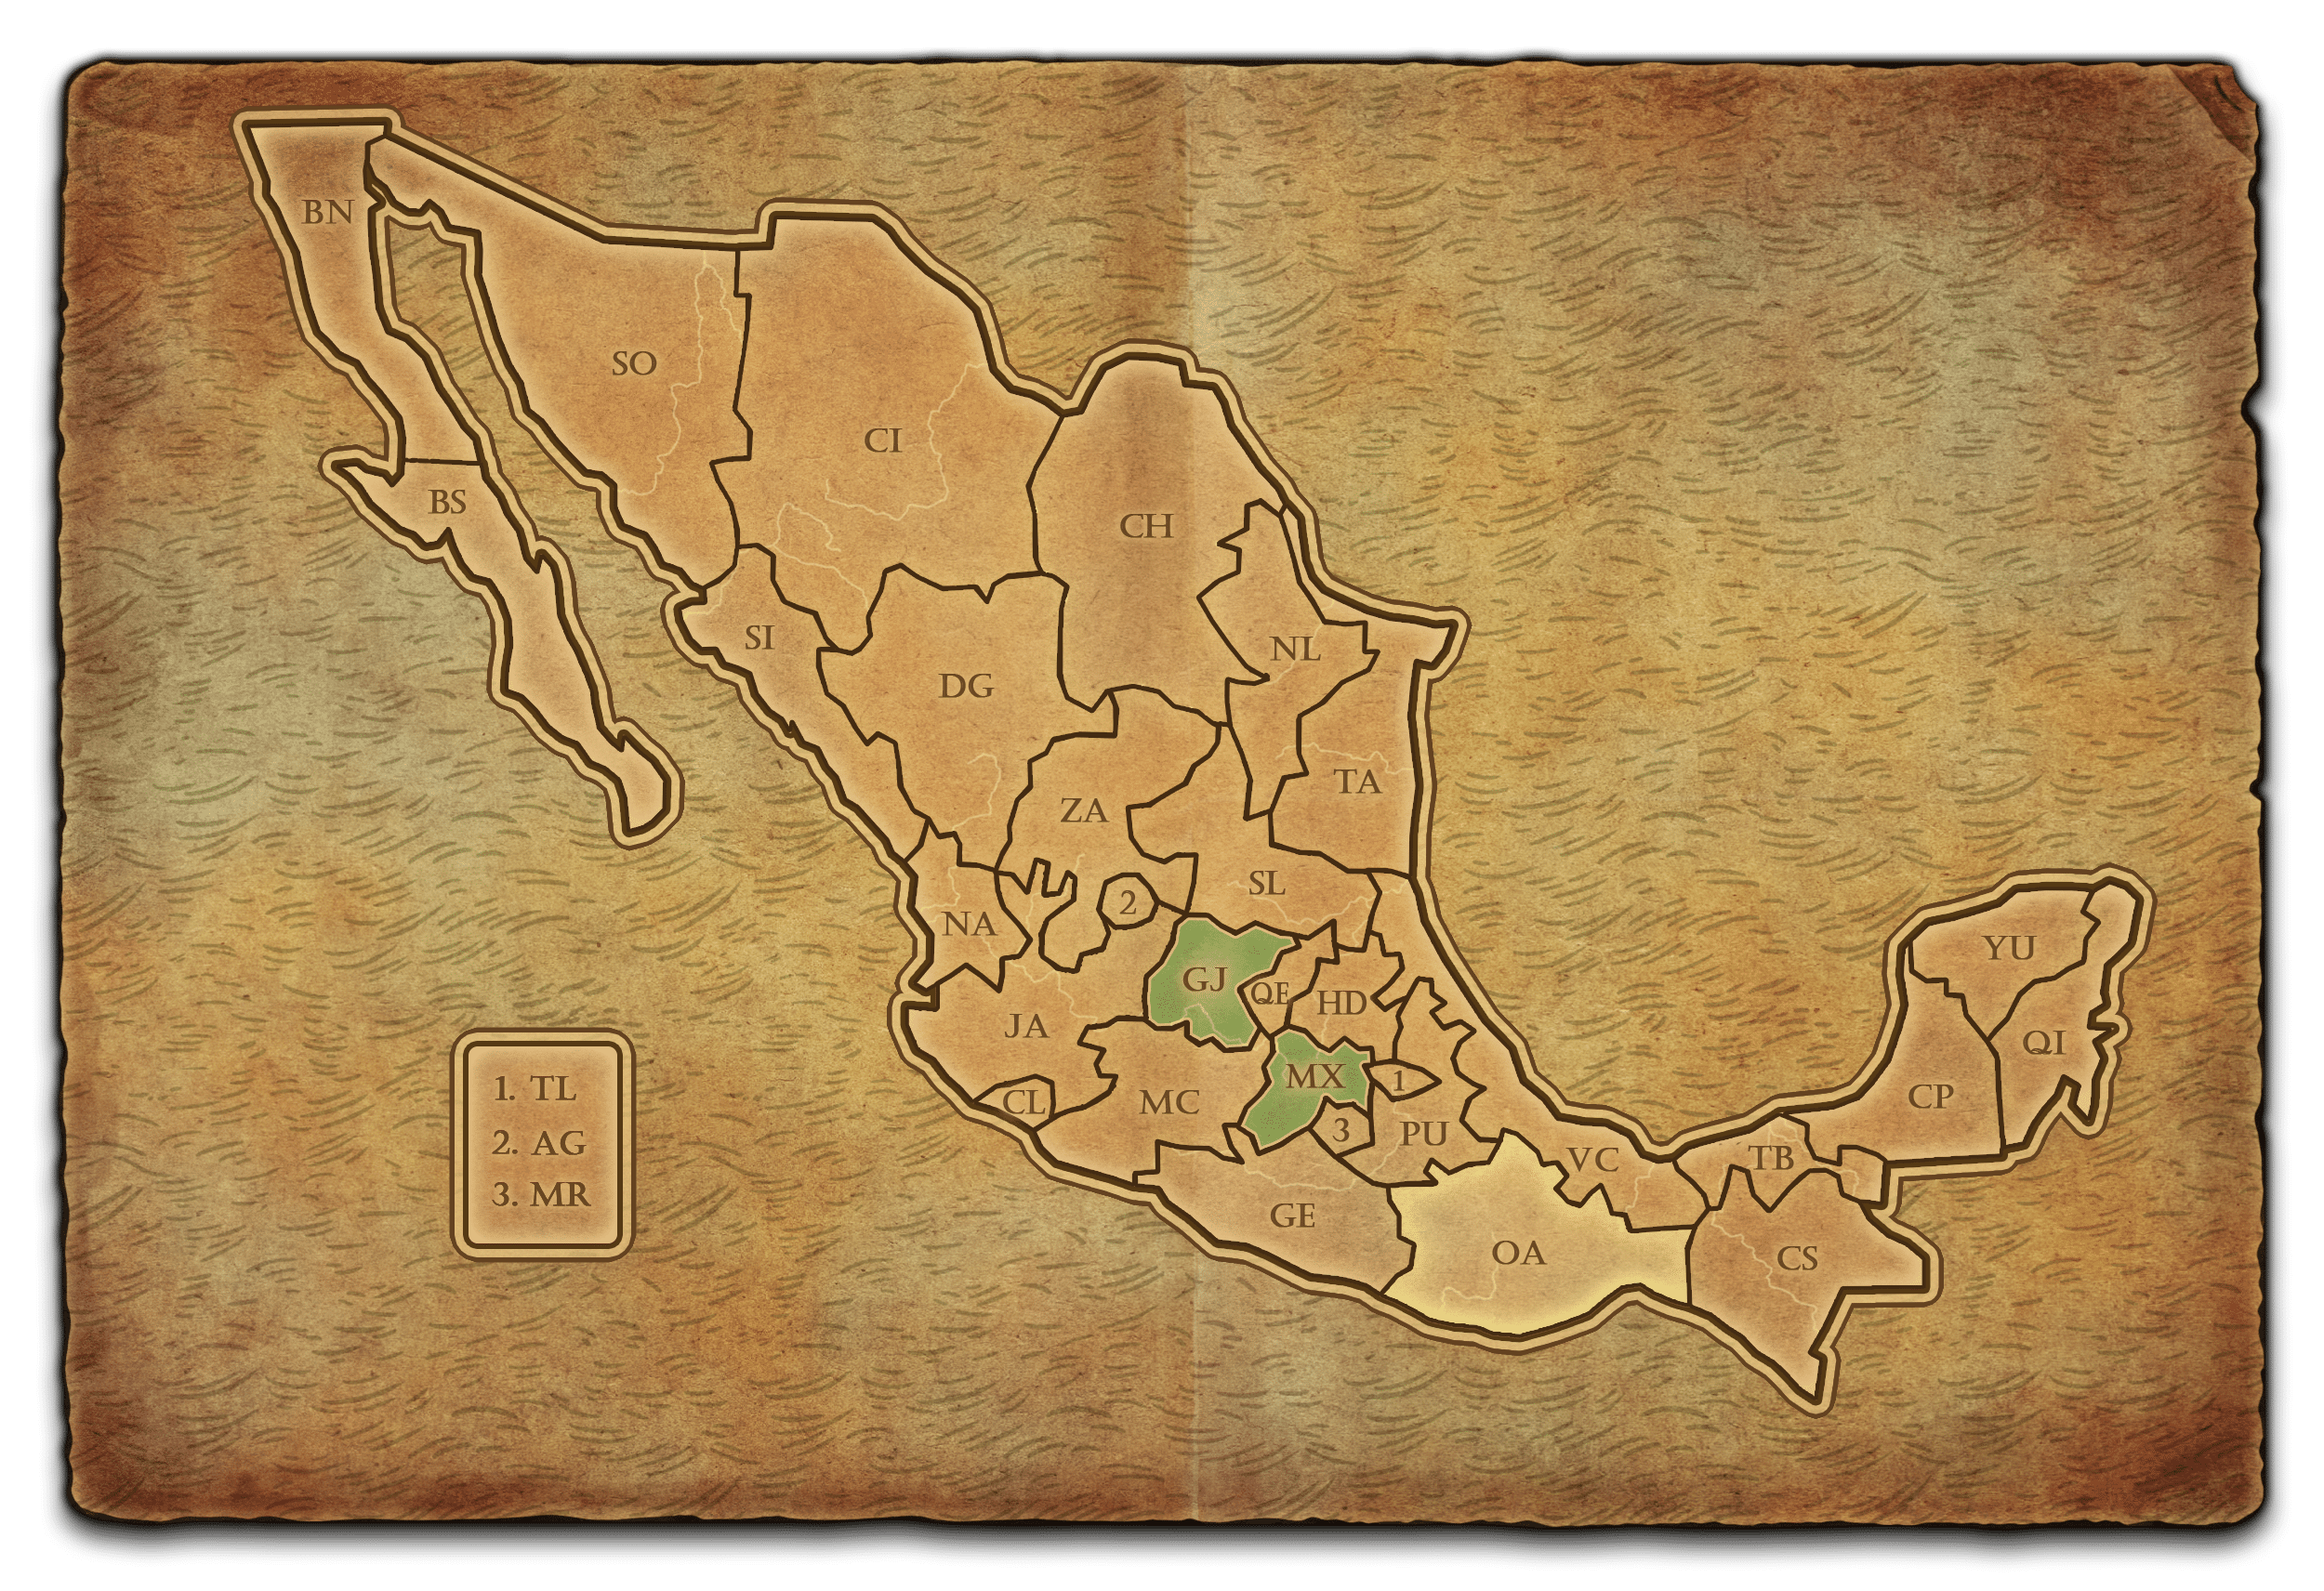 BN
SO
CI
BS
CH
SI
NL
DG
TA
ZA
SL
2
NA
YU
GJ
QE
HD
JA
QI
MX
1
CL
MC
CP
3
PU
VC
TB
GE
OA
CS
1. TL
2. AG
3. MR